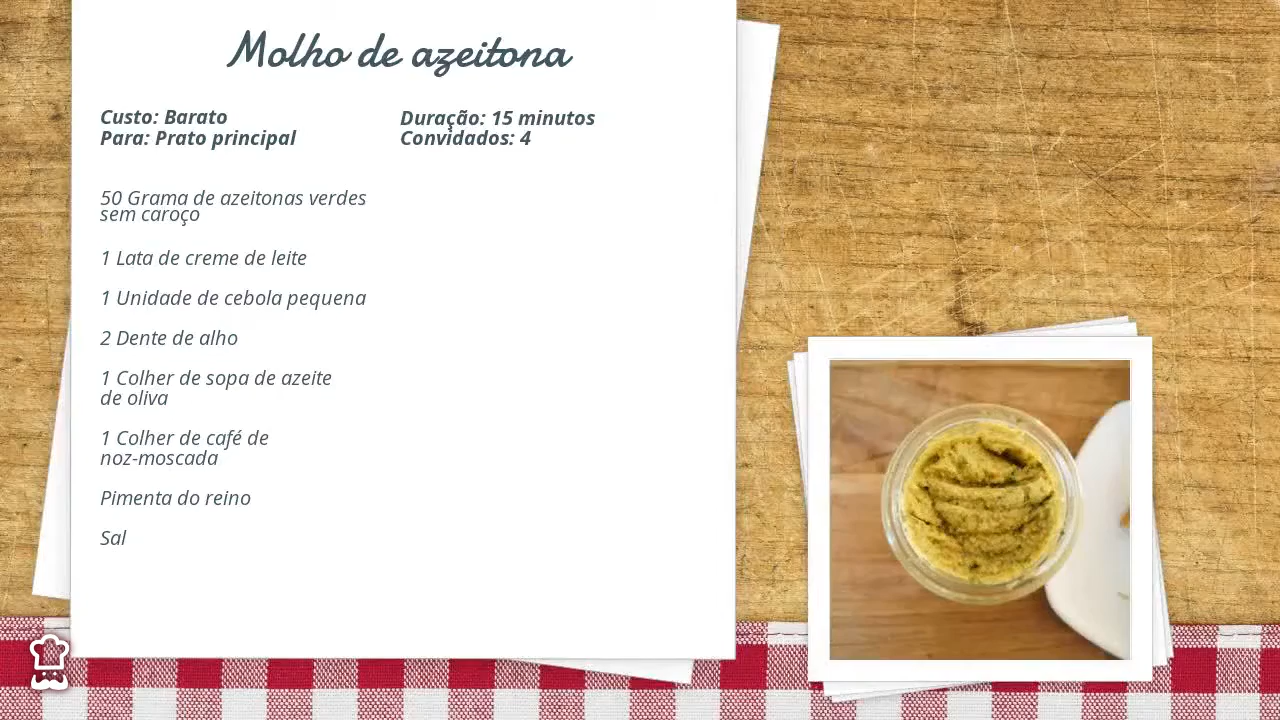 Molho de azeitona
Custo: Barato
Para: Prato principal
Duração: 15 minutos
Convidados: 4
50 Grama de azeitonas verdes
sem caroço
1 Lata de creme de leite
1 Unidade de cebola pequena
2 Dente de alho
1 Colher de sopa de azeite
de oliva
1 Colher de café de
noz-moscada
Pimenta do reino
Sal